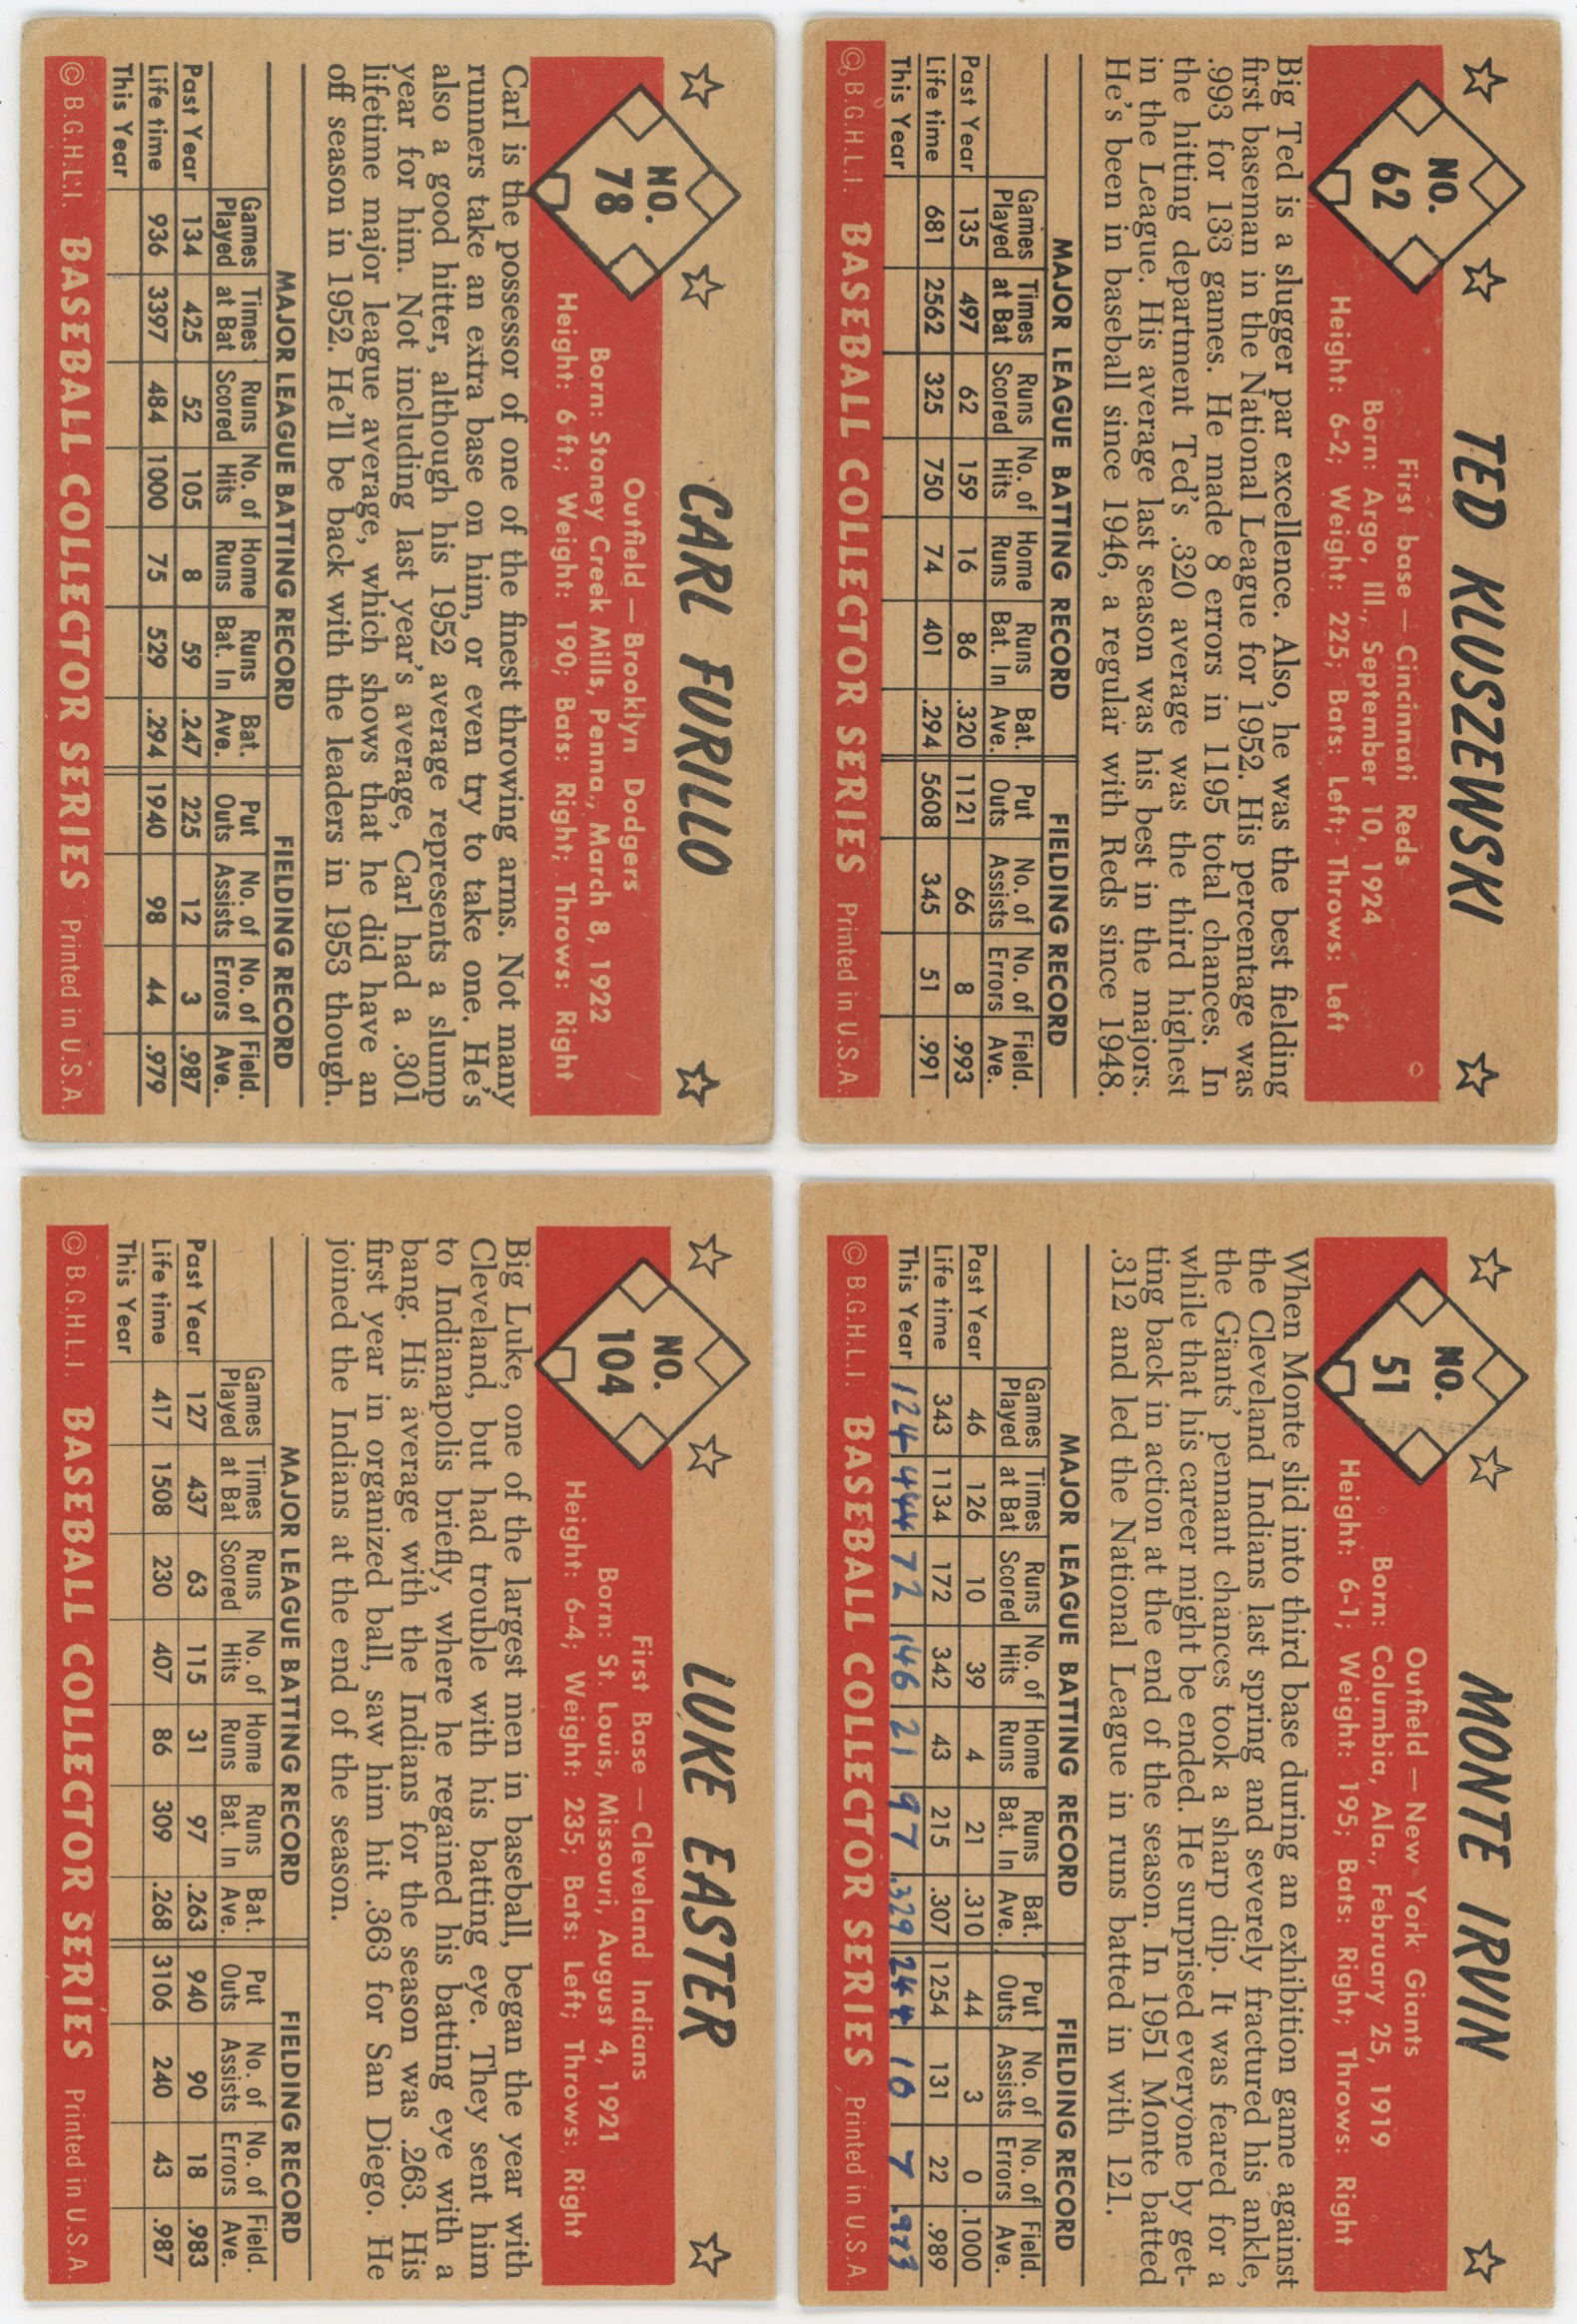 CARL FURILLO
NO.
78
Outfield — Brooklyn Dodgers
Born: Stoney Creek Mills, Penna., March 8, 1922
Height: 6 ft.; Weight: 190; Bats: Right; Throws: Right
Carl is the possessor of one of the finest throwing arms. Not many
runners take an extra base on him, or even try to take one. He's
also a good hitter, although his 1952 average represents a slump
year for him. Not including last year's average, Carl had a .301
lifetime major league average, which shows that he did have an
off season in 1952. He'll be back with the leaders in 1953 though.
MAJOR LEAGUE BATTING RECORD FIELDING RECORD
Games Times Runs No. of Home Runs Bat. Put No. of No. of Field.
Played at Bat Scored Hits Runs Bat. In Ave. Outs Assists Errors Ave.
Past Year 134 425 52 105 8 59 .247 225 12 3 .987
Life time 936 3397 484 1000 75 529 .294 1940 98 44 .979
This Year
© B.G.H.L.I. BASEBALL COLLECTOR SERIES Printed in U.S.A.
TED KLUSZEWSKI
NO.
62
First base — Cincinnati Reds
Born: Argo, Ill., September 10, 1924
Height: 6-2; Weight: 225; Bats: Left; Throws: Left
Big Ted is a slugger par excellence. Also, he was the best fielding
first baseman in the National League for 1952. His percentage was
.993 for 133 games. He made 8 errors in 1195 total chances. In
the hitting department Ted's .320 average was the third highest
in the League. His average last season was his best in the majors.
He's been in baseball since 1946, a regular with Reds since 1948.
MAJOR LEAGUE BATTING RECORD FIELDING RECORD
Games Times Runs No. of Home Runs Bat. Put No. of No. of Field.
Played at Bat Scored Hits Runs Bat. In Ave. Outs Assists Errors Ave.
Past Year 135 497 62 159 16 86 .320 1121 66 8 .993
Life time 681 2562 325 750 74 401 .294 5608 345 51 .991
This Year
© B.G.H.L.I. BASEBALL COLLECTOR SERIES Printed in U.S.A.
LUKE EASTER
NO.
104
First Base — Cleveland Indians
Born: St. Louis, Missouri, August 4, 1921
Height: 6-4; Weight: 235; Bats: Left; Throws: Right
Big Luke, one of the largest men in baseball, began the year with
Cleveland, but had trouble with his batting eye. They sent him
to Indianapolis briefly, where he regained his batting eye with a
bang. His average with the Indians for the season was .263. His
first year in organized ball, saw him hit .363 for San Diego. He
joined the Indians at the end of the season.
MAJOR LEAGUE BATTING RECORD FIELDING RECORD
Games Times Runs No. of Home Runs Bat. Put No. of No. of Field.
Played at Bat Scored Hits Runs Bat. In Ave. Outs Assists Errors Ave.
Past Year 127 437 63 115 31 97 .263 940 90 18 .983
Life time 417 1508 230 407 86 309 .268 3106 240 43 .987
This Year
© B.G.H.L.I. BASEBALL COLLECTOR SERIES Printed in U.S.A.
MONTE IRVIN
NO.
51
Outfield — New York Giants
Born: Columbia, Ala., February 25, 1919
Height: 6-1; Weight: 195; Bats: Right; Throws: Right
When Monte slid into third base during an exhibition game against
the Cleveland Indians last spring and severely fractured his ankle,
the Giants' pennant chances took a sharp dip. It was feared for a
while that his career might be ended. He surprised everyone by get-
ting back in action at the end of the season. In 1951 Monte batted
.312 and led the National League in runs batted in with 121.
MAJOR LEAGUE BATTING RECORD FIELDING RECORD
Games Times Runs No. of Home Runs Bat. Put No. of No. of Field.
Played at Bat Scored Hits Runs Bat. In Ave. Outs Assists Errors Ave.
Past Year 46 126 10 39 4 21 .310 44 3 0 .1000
Life time 343 1134 172 342 43 215 .307 1254 131 22 .989
This Year 124 444 72 146 21 97 .329 244 10 7 .973
© B.G.H.L.I. BASEBALL COLLECTOR SERIES Printed in U.S.A.